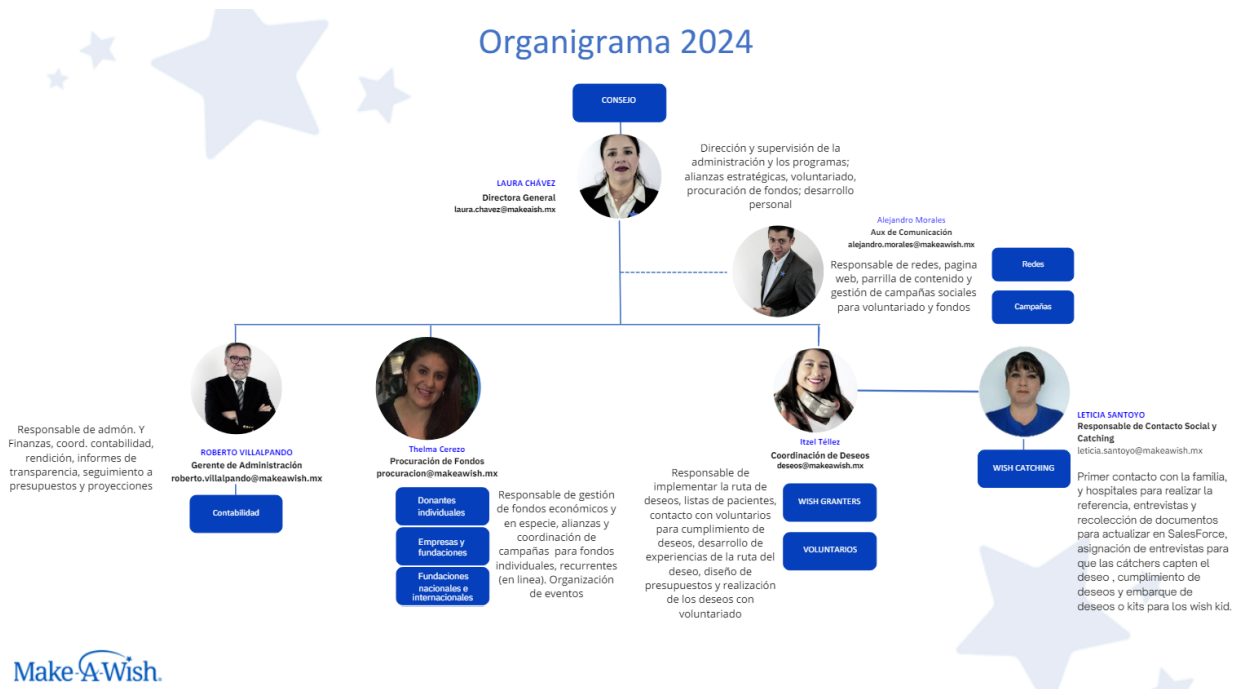 Organigrama 2024
CONSEJO
LAURA CHÁVEZ
Directora General
laura.chavez@makeaish.mx
Dirección y supervisión de la
administración y los programas;
alianzas estratégicas, voluntariado,
procuración de fondos; desarrollo
personal
Alejandro Morales
Aux de Comunicación
alejandro.morales@makeawish.mx
Responsable de redes, pagina
web, parrilla de contenido y
gestión de campañas sociales
para voluntariado y fondos
Redes
Campañas
Responsable de admón. Y
Finanzas, coord. contabilidad,
rendición, informes de
transparencia, seguimiento a
presupuestos y proyecciones
ROBERTO VILLALPANDO
Gerente de Administración
roberto.villalpando@makeawish.mx
Contabilidad
Thelma Cerezo
Procuración de Fondos
procuracion@makeawish.mx
Donantes
individuales
Empresas y
fundaciones
Fundaciones
nacionales e
internacionales
Responsable de gestión
de fondos económicos y
en especie, alianzas y
coordinación de
campañas para fondos
individuales, recurrentes
(en linea). Organización
de eventos
Itzel Téllez
Coordinación de Deseos
deseos@makeawish.mx
Responsable de
implementar la ruta de
deseos, listas de pacientes,
contacto con voluntarios
para cumplimiento de
deseos, desarrollo de
experiencias de la ruta del
deseo, diseño de
presupuestos y realización
de los deseos con
voluntariado
WISH GRANTERS
VOLUNTARIOS
LETICIA SANTOYO
Responsable de Contacto Social y
Catching
leticia.santoyo@makeawish.mx
WISH CATCHING
Primer contacto con la familia,
y hospitales para realizar la
referencia, entrevistas y
recolección de documentos
para actualizar en SalesForce,
asignación de entrevistas para
que las cátchers capten el
deseo , cumplimiento de
deseos y embarque de
deseos o kits para los wish kid.
Make-A-Wish.